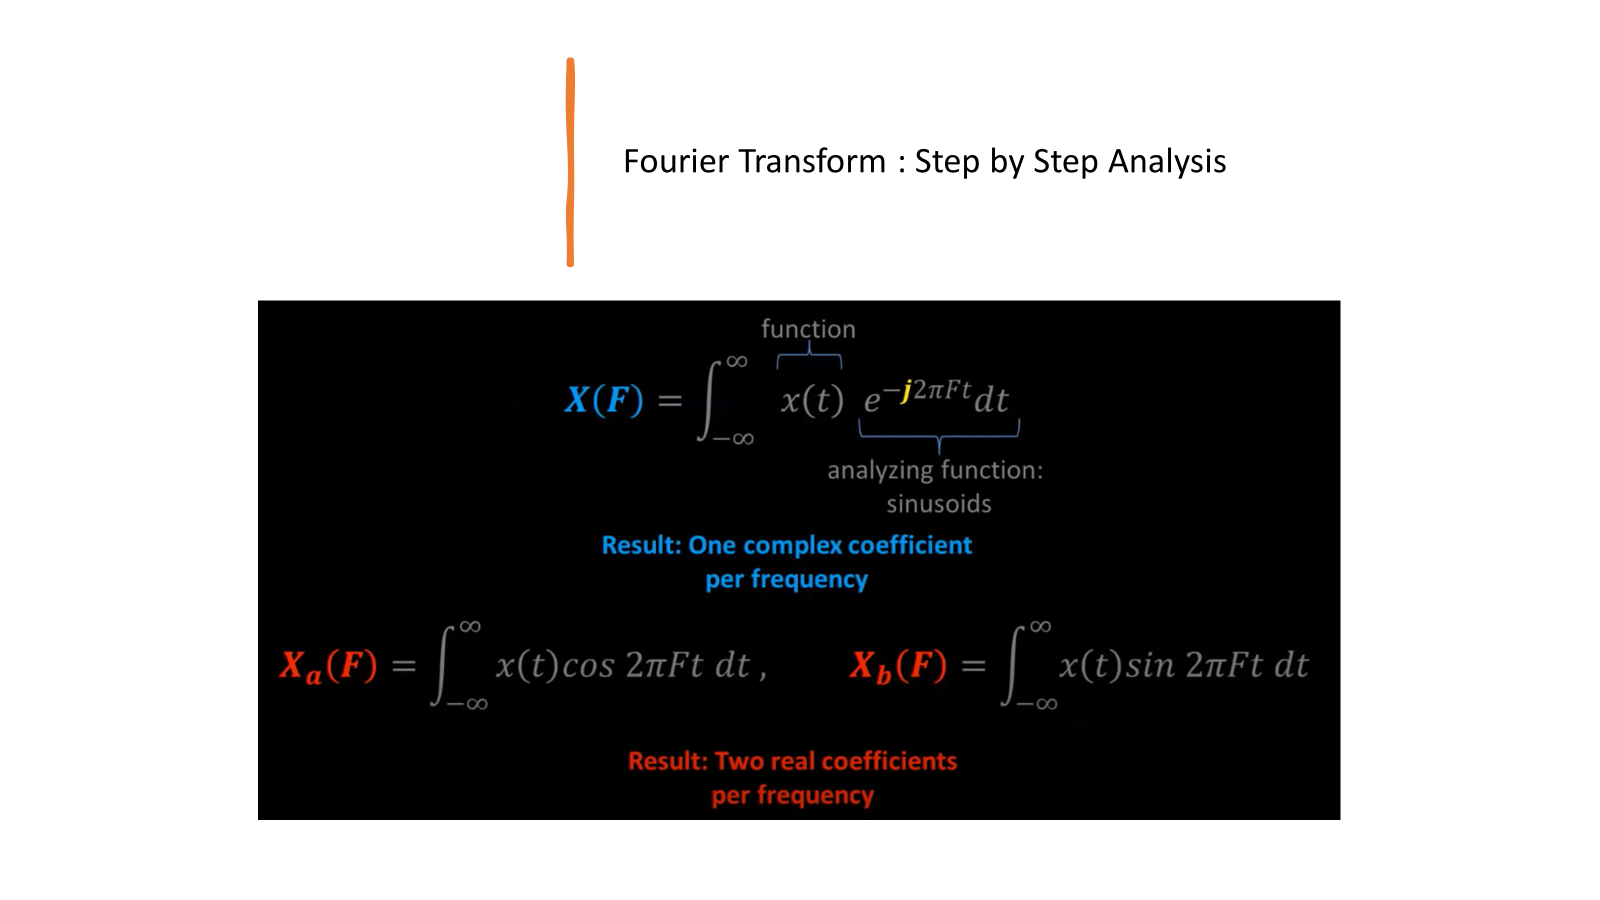 Fourier Transform : Step by Step Analysis
function
X(F) = ∫_{-∞}^{∞} x(t) e^{-j2πFt} dt
analyzing function:
sinusoids
Result: One complex coefficient
per frequency
X_a(F) = ∫_{-∞}^{∞} x(t)cos 2πFt dt , X_b(F) = ∫_{-∞}^{∞} x(t)sin 2πFt dt
Result: Two real coefficients
per frequency